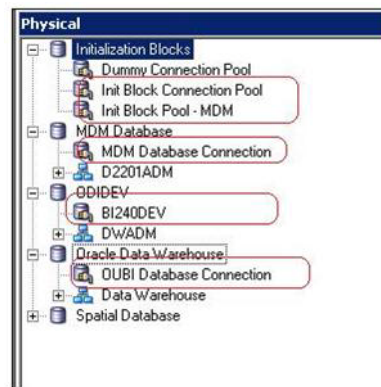 Physical
Initialization Blocks
Dummy Connection Pool
Init Block Connection Pool
Init Block Pool - MDM
MDM Database
MDM Database Connection
D2201ADM
ODIDEV
BI240DEV
DWADM
Oracle Data Warehouse
OUBI Database Connection
Data Warehouse
Spatial Database